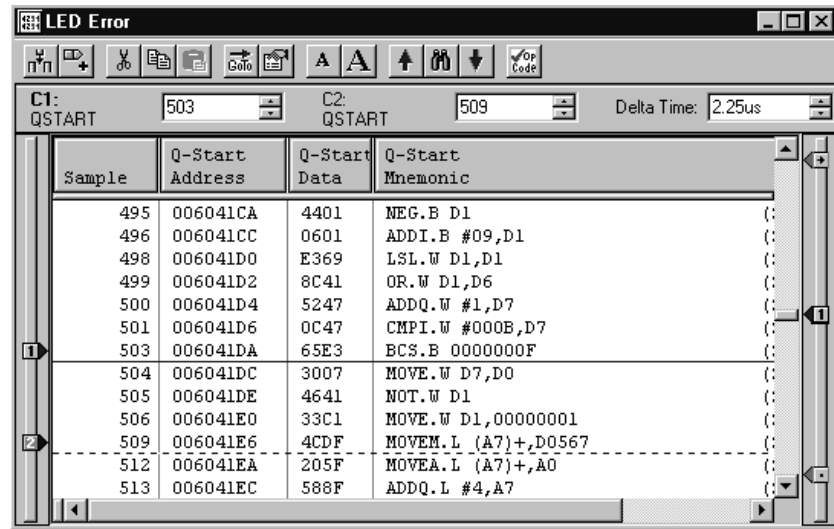 LED Error
Goto
A A
OP Code
C1: QSTART 503 C2: QSTART 509 Delta Time: 2.25us
Sample Q-Start Address Q-Start Data Q-Start Mnemonic
495 006041CA 4401 NEG.B D1 (:
496 006041CC 0601 ADDI.B #09,D1 (:
498 006041D0 E369 LSL.W D1,D1 (:
499 006041D2 8C41 OR.W D1,D6 (:
500 006041D4 5247 ADDQ.W #1,D7 (:
501 006041D6 0C47 CMPI.W #000B,D7 (:
503 006041DA 65E3 BCS.B 0000000F (:
504 006041DC 3007 MOVE.W D7,D0 (:
505 006041DE 4641 NOT.W D1 (:
506 006041E0 33C1 MOVE.W D1,00000001 (:
509 006041E6 4CDF MOVEM.L (A7)+,D0567 (:
512 006041EA 205F MOVEA.L (A7)+,A0 (:
513 006041EC 588F ADDQ.L #4,A7 (:
1
2
1